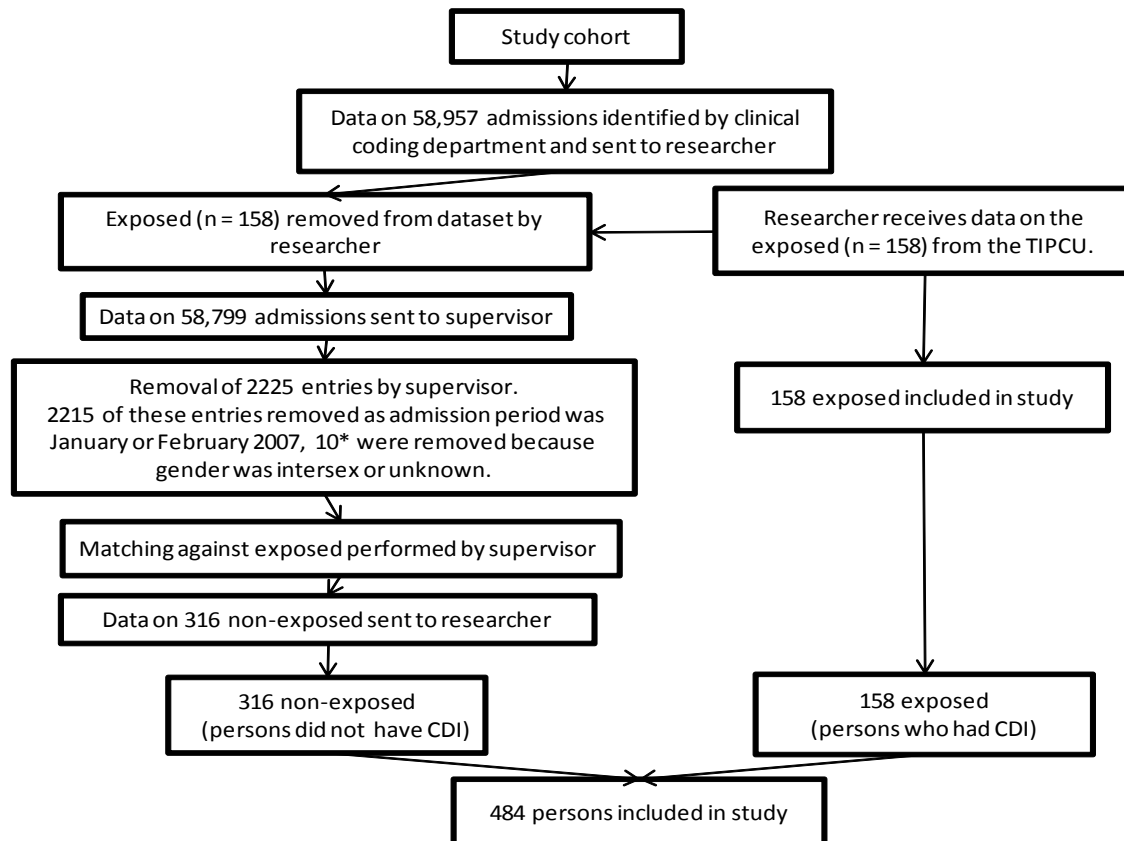 Study cohort
Data on 58,957 admissions identified by clinical
coding department and sent to researcher
Exposed (n = 158) removed from dataset by
researcher
Researcher receives data on the
exposed (n = 158) from the TIPCU.
Data on 58,799 admissions sent to supervisor
Removal of 2225 entries by supervisor.
2215 of these entries removed as admission period was
January or February 2007, 10* were removed because
gender was intersex or unknown.
158 exposed included in study
Matching against exposed performed by supervisor
Data on 316 non-exposed sent to researcher
316 non-exposed
(persons did not have CDI)
158 exposed
(persons who had CDI)
484 persons included in study